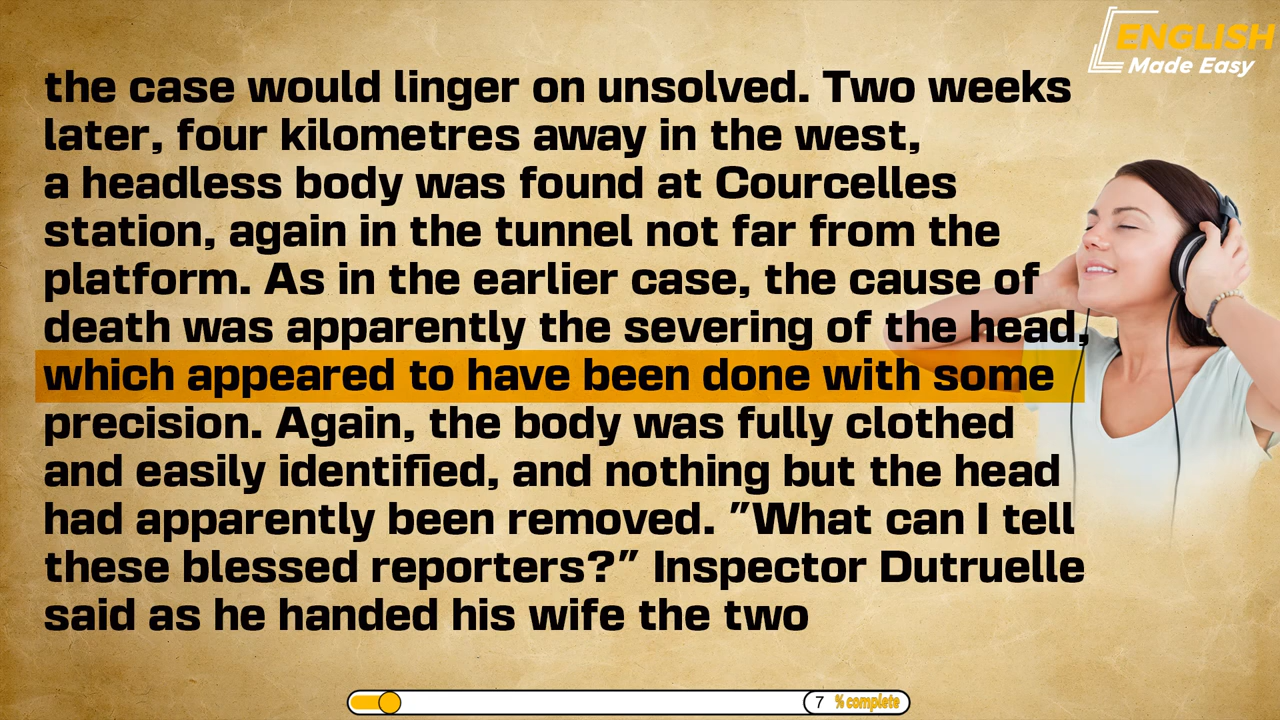 ENGLISH
Made Easy
the case would linger on unsolved. Two weeks
later, four kilometres away in the west,
a headless body was found at Courcelles
station, again in the tunnel not far from the
platform. As in the earlier case, the cause of
death was apparently the severing of the head,
which appeared to have been done with some
precision. Again, the body was fully clothed
and easily identified, and nothing but the head
had apparently been removed. "What can I tell
these blessed reporters?" Inspector Dutruelle
said as he handed his wife the two
7 % complete